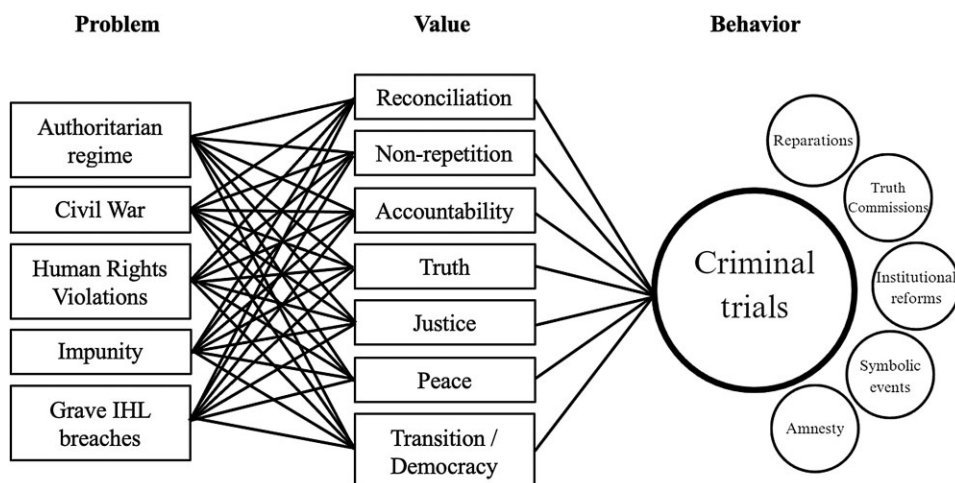 Problem
Value
Behavior
Authoritarian
regime
Civil War
Human Rights
Violations
Impunity
Grave IHL
breaches
Reconciliation
Non-repetition
Accountability
Truth
Justice
Peace
Transition /
Democracy
Criminal
trials
Reparations
Truth
Commissions
Institutional
reforms
Symbolic
events
Amnesty